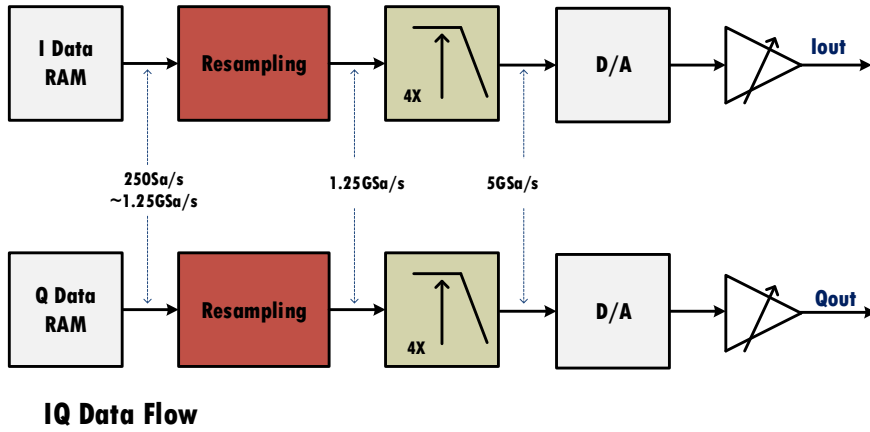 I Data
RAM
Resampling
4X
D/A
Iout
250Sa/s
~1.25GSa/s
1.25GSa/s
5GSa/s
Q Data
RAM
Resampling
4X
D/A
Qout
IQ Data Flow